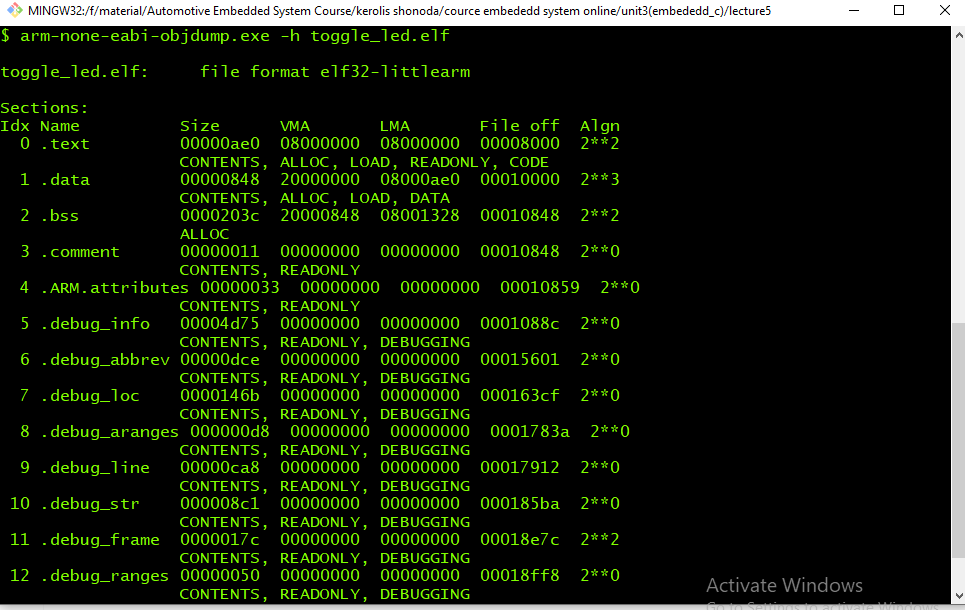 MINGW32:/f/material/Automotive Embedded System Course/kerolis shonoda/cource embededd system online/unit3(embededd_c)/lecture5
$ arm-none-eabi-objdump.exe -h toggle_led.elf
toggle_led.elf:     file format elf32-littlearm
Sections:
Idx Name          Size      VMA       LMA       File off  Algn
  0 .text         00000ae0  08000000  08000000  00008000  2**2
                  CONTENTS, ALLOC, LOAD, READONLY, CODE
  1 .data         00000848  20000000  08000ae0  00010000  2**3
                  CONTENTS, ALLOC, LOAD, DATA
  2 .bss          0000203c  20000848  08001328  00010848  2**2
                  ALLOC
  3 .comment      00000011  00000000  00000000  00010848  2**0
                  CONTENTS, READONLY
  4 .ARM.attributes 00000033  00000000  00000000  00010859  2**0
                  CONTENTS, READONLY
  5 .debug_info   00004d75  00000000  00000000  0001088c  2**0
                  CONTENTS, READONLY, DEBUGGING
  6 .debug_abbrev 00000dce  00000000  00000000  00015601  2**0
                  CONTENTS, READONLY, DEBUGGING
  7 .debug_loc    0000146b  00000000  00000000  000163cf  2**0
                  CONTENTS, READONLY, DEBUGGING
  8 .debug_aranges 000000d8  00000000  00000000  0001783a  2**0
                  CONTENTS, READONLY, DEBUGGING
  9 .debug_line   00000ca8  00000000  00000000  00017912  2**0
                  CONTENTS, READONLY, DEBUGGING
 10 .debug_str    000008c1  00000000  00000000  000185ba  2**0
                  CONTENTS, READONLY, DEBUGGING
 11 .debug_frame  0000017c  00000000  00000000  00018e7c  2**2
                  CONTENTS, READONLY, DEBUGGING
 12 .debug_ranges 00000050  00000000  00000000  00018ff8  2**0
                  CONTENTS, READONLY, DEBUGGING
Activate Windows
Go to Settings to activate Windows.